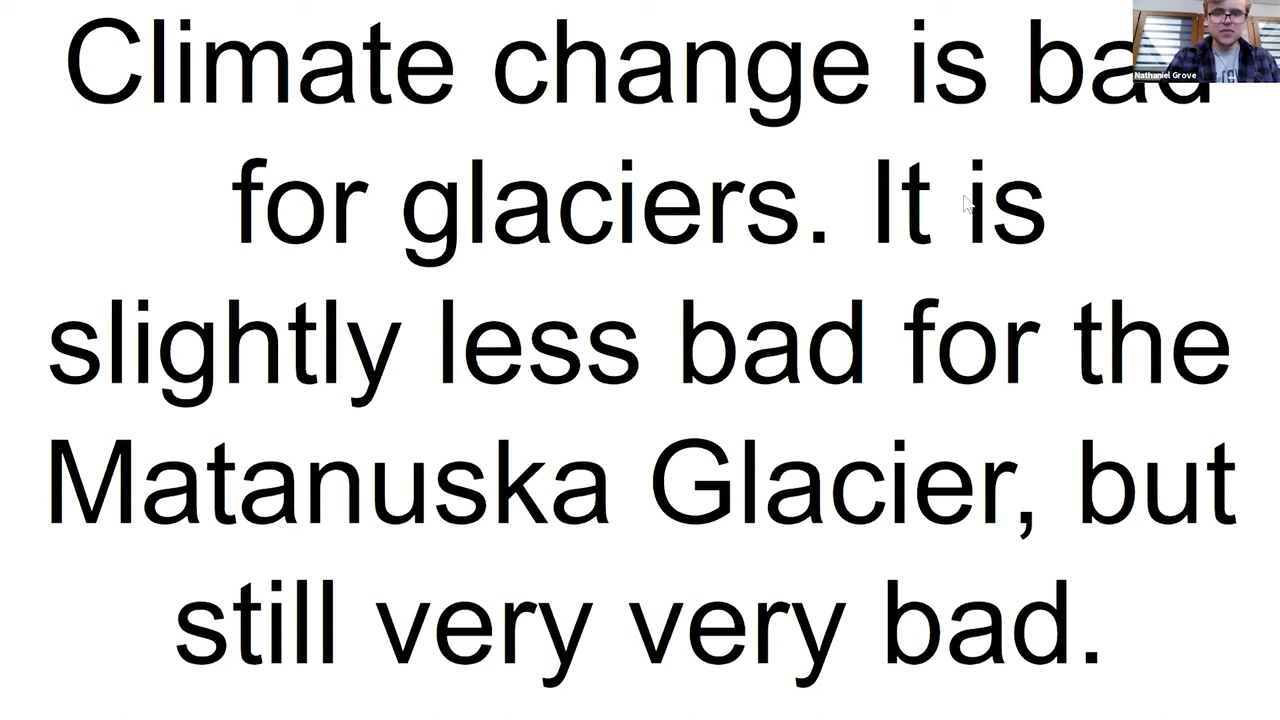 Climate change is bad
Nathaniel Grove
for glaciers. It is
slightly less bad for the
Matanuska Glacier, but
still very very bad.